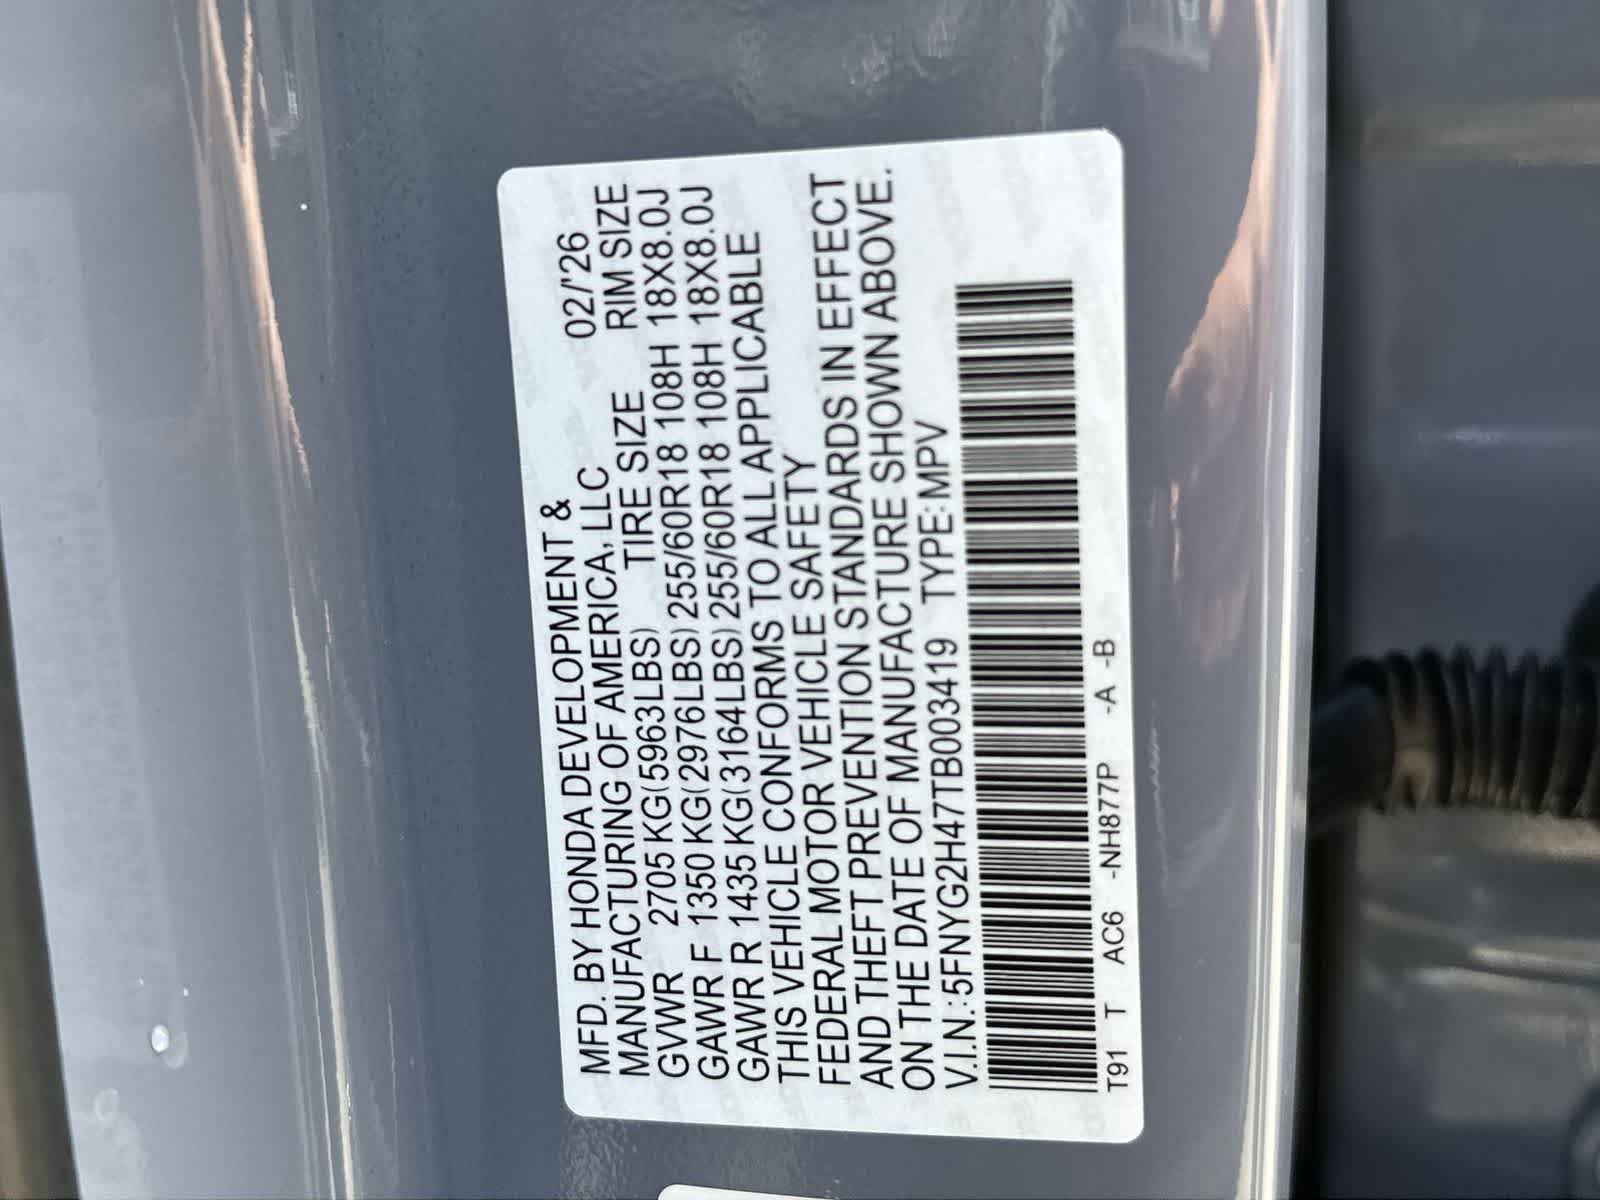 MFD. BY HONDA DEVELOPMENT & 02/'26
MANUFACTURING OF AMERICA, LLC
TIRE SIZE RIM SIZE
GVWR 2705 KG(5963LBS)
GAWR F 1350 KG(2976LBS) 255/60R18 108H 18X8.0J
GAWR R 1435 KG(3164LBS) 255/60R18 108H 18X8.0J
THIS VEHICLE CONFORMS TO ALL APPLICABLE
FEDERAL MOTOR VEHICLE SAFETY
AND THEFT PREVENTION STANDARDS IN EFFECT
ON THE DATE OF MANUFACTURE SHOWN ABOVE.
V.I.N.:5FNYG2H47TB003419 TYPE:MPV
T91 T AC6 -NH877P -A -B